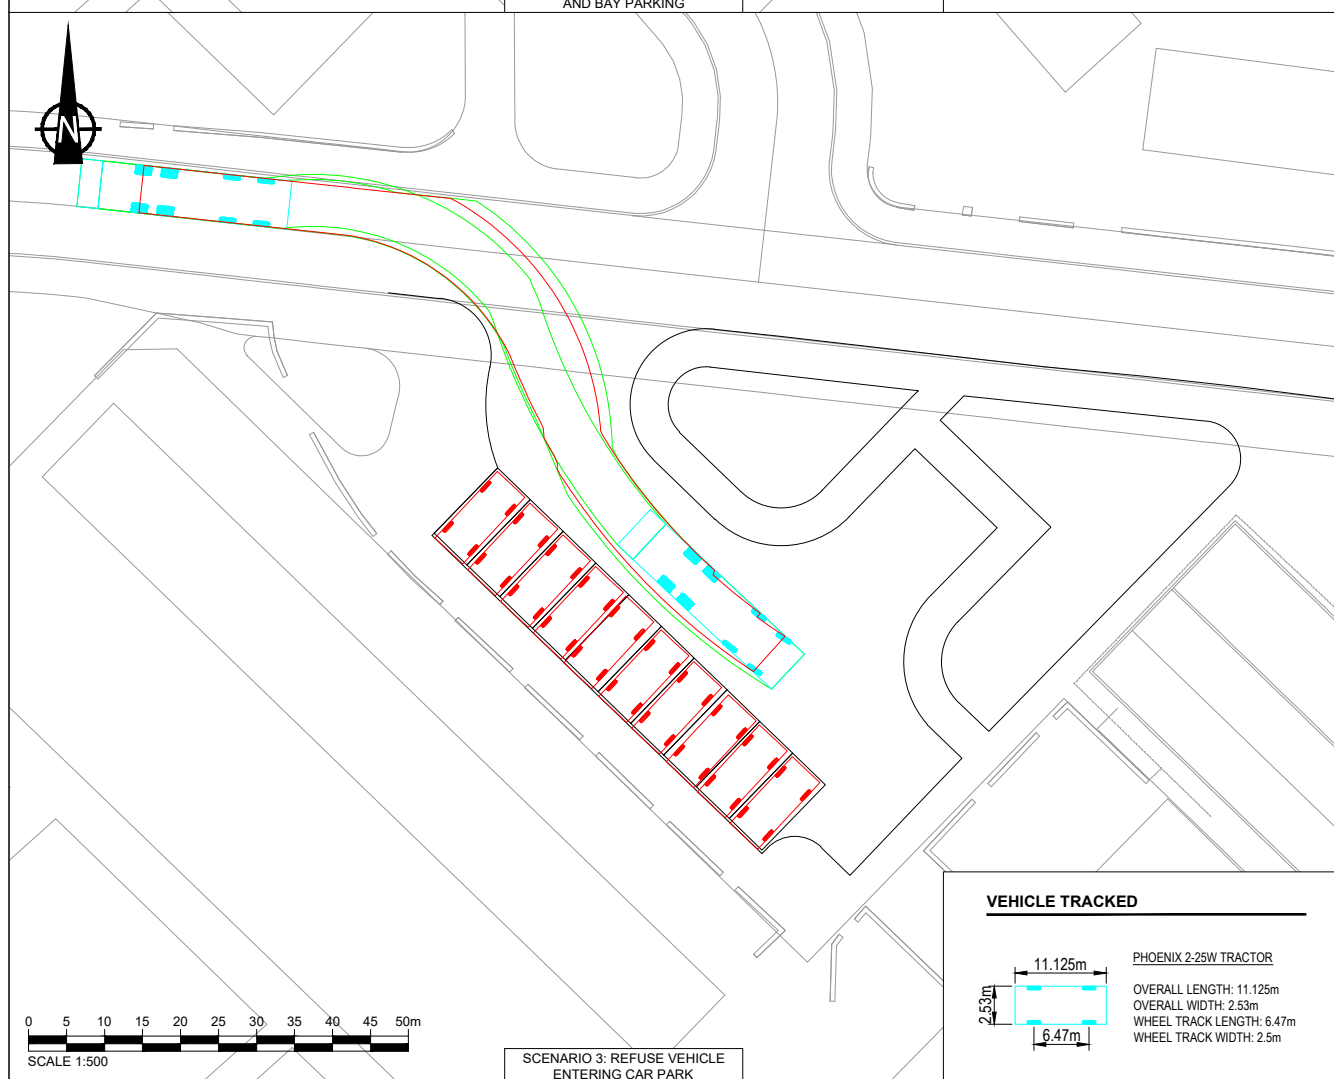 AND BAY PARKING
N
VEHICLE TRACKED
PHOENIX 2-25W TRACTOR
11.125m
2.53m
6.47m
OVERALL LENGTH: 11.125m
OVERALL WIDTH: 2.53m
WHEEL TRACK LENGTH: 6.47m
WHEEL TRACK WIDTH: 2.5m
0 5 10 15 20 25 30 35 40 45 50m
SCALE 1:500
SCENARIO 3: REFUSE VEHICLE
ENTERING CAR PARK